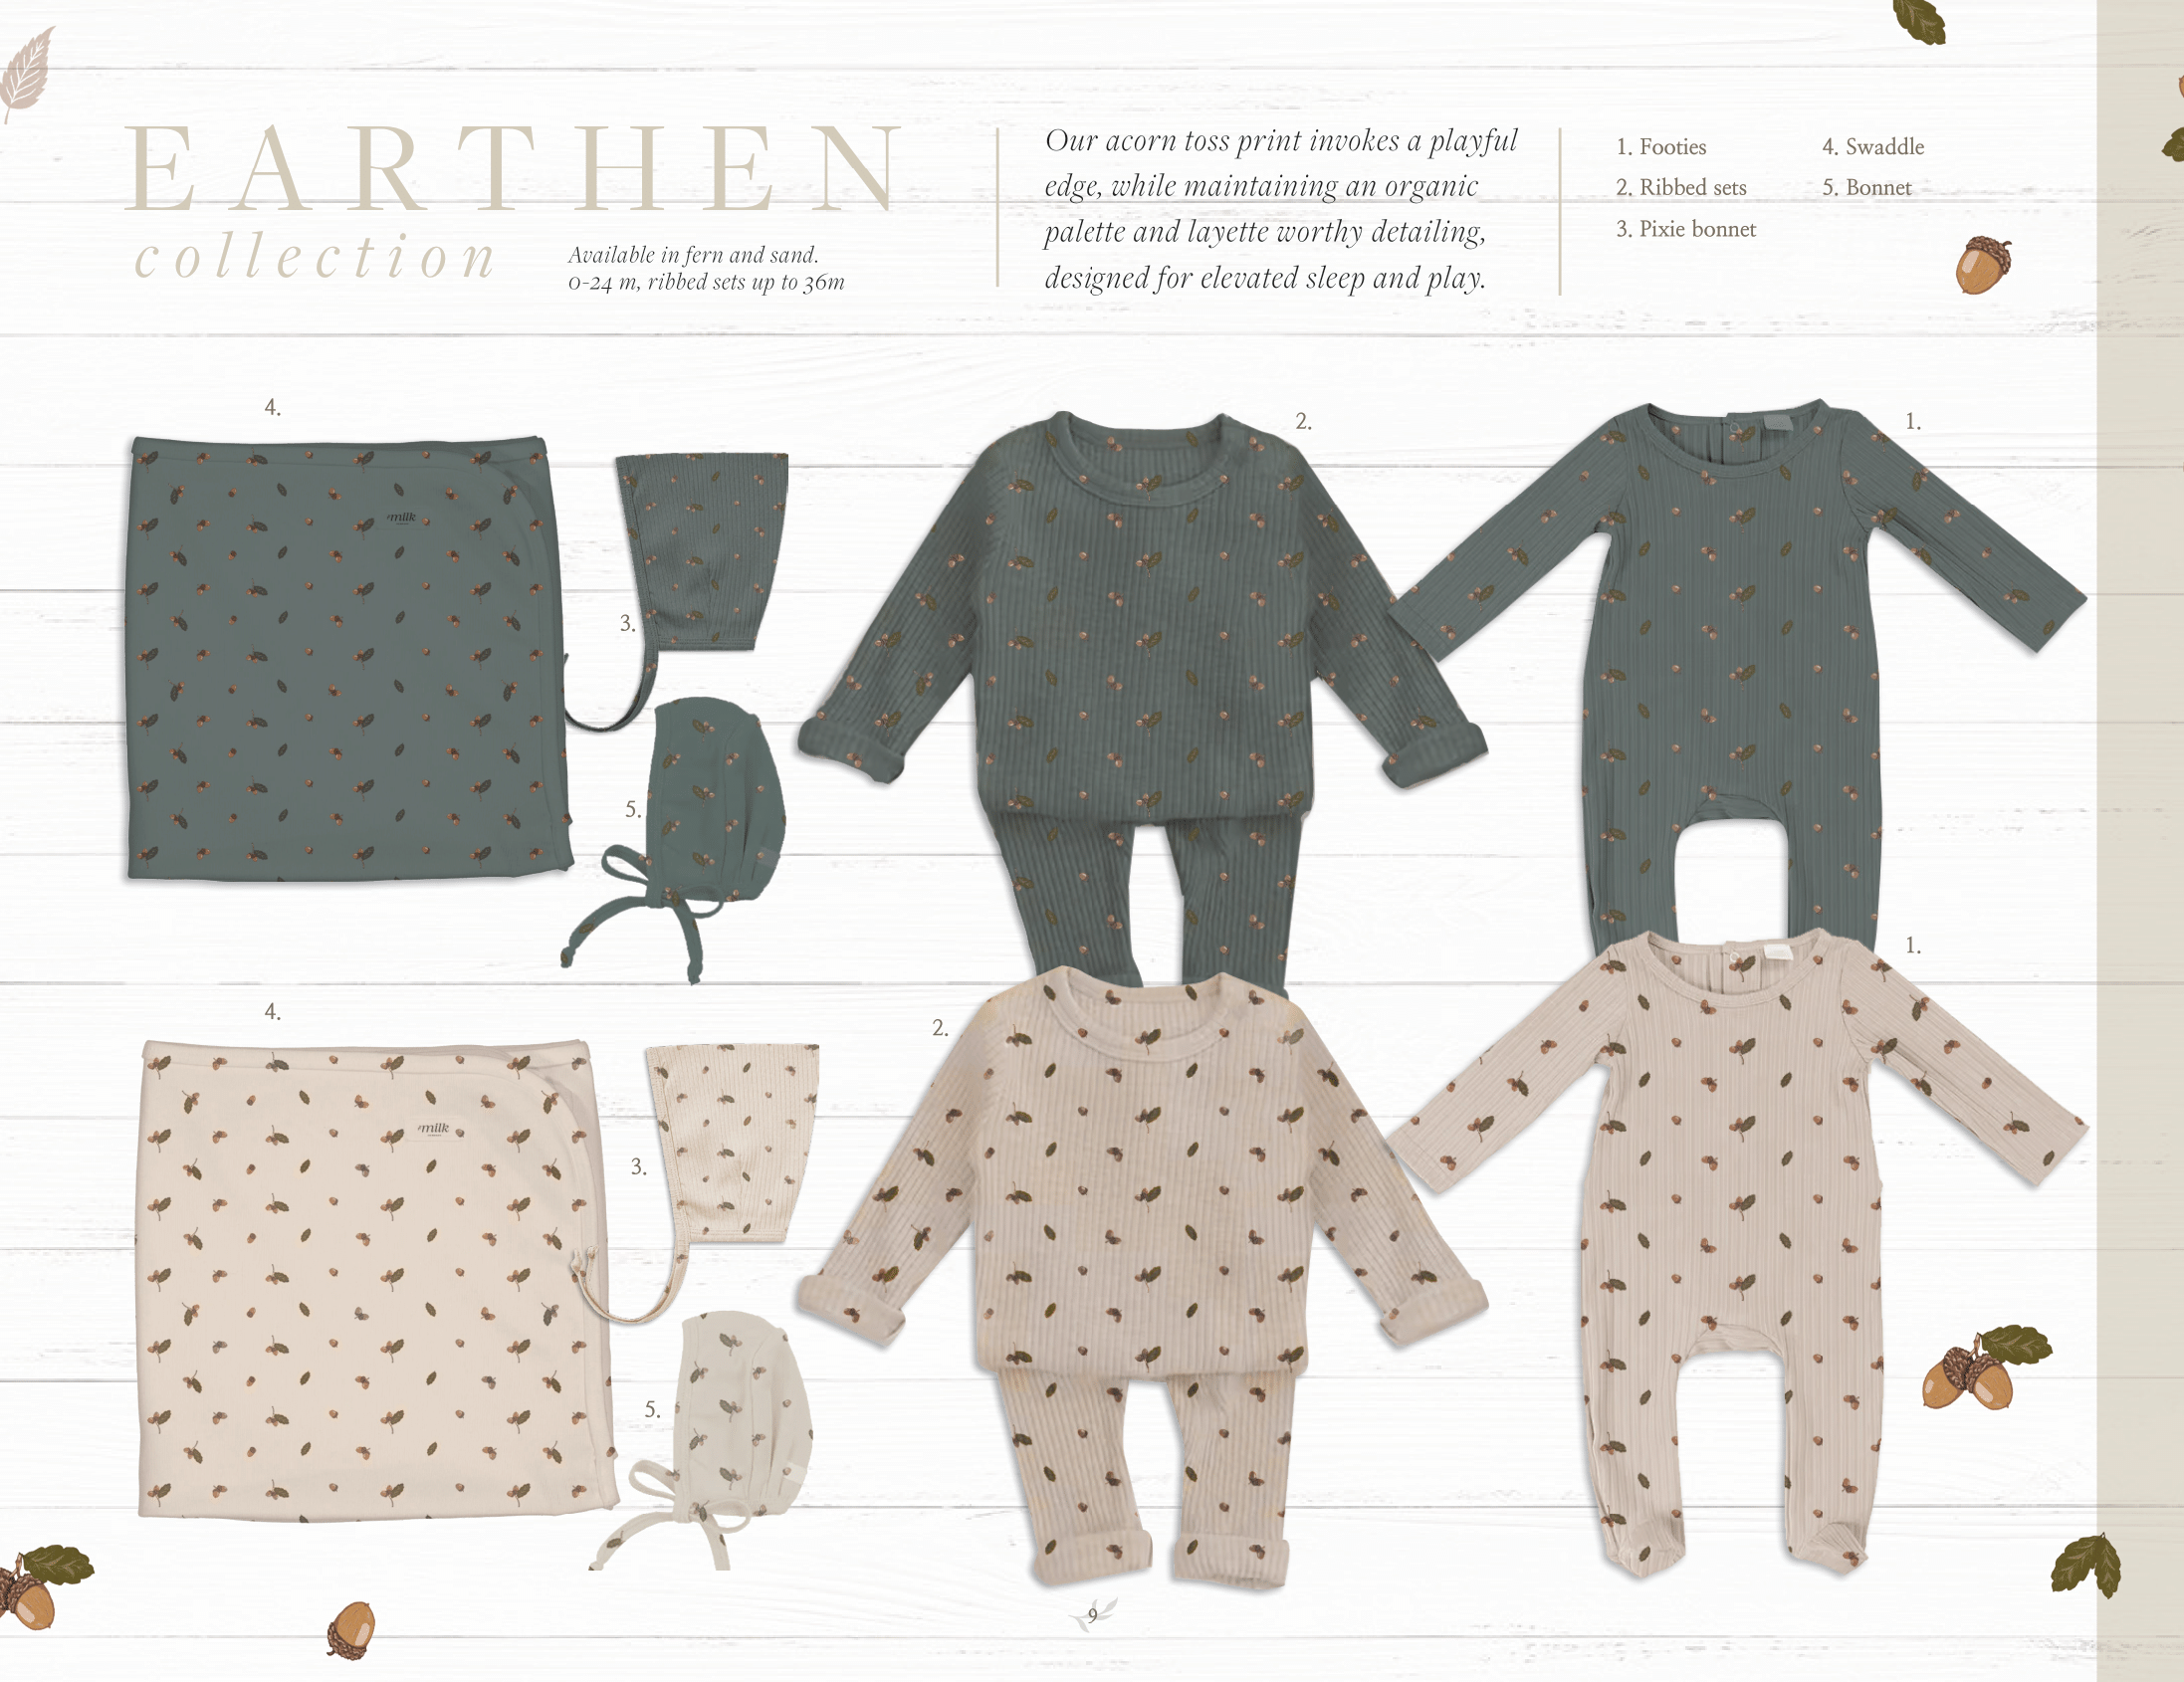 EARTHEN
collection
Available in fern and sand.
0-24 m, ribbed sets up to 36m
Our acorn toss print invokes a playful
edge, while maintaining an organic
palette and layette worthy detailing,
designed for elevated sleep and play.
1. Footies
2. Ribbed sets
3. Pixie bonnet
4. Swaddle
5. Bonnet
4.
2.
1.
milk
3.
5.
1.
4.
2.
milk
3.
5.
9